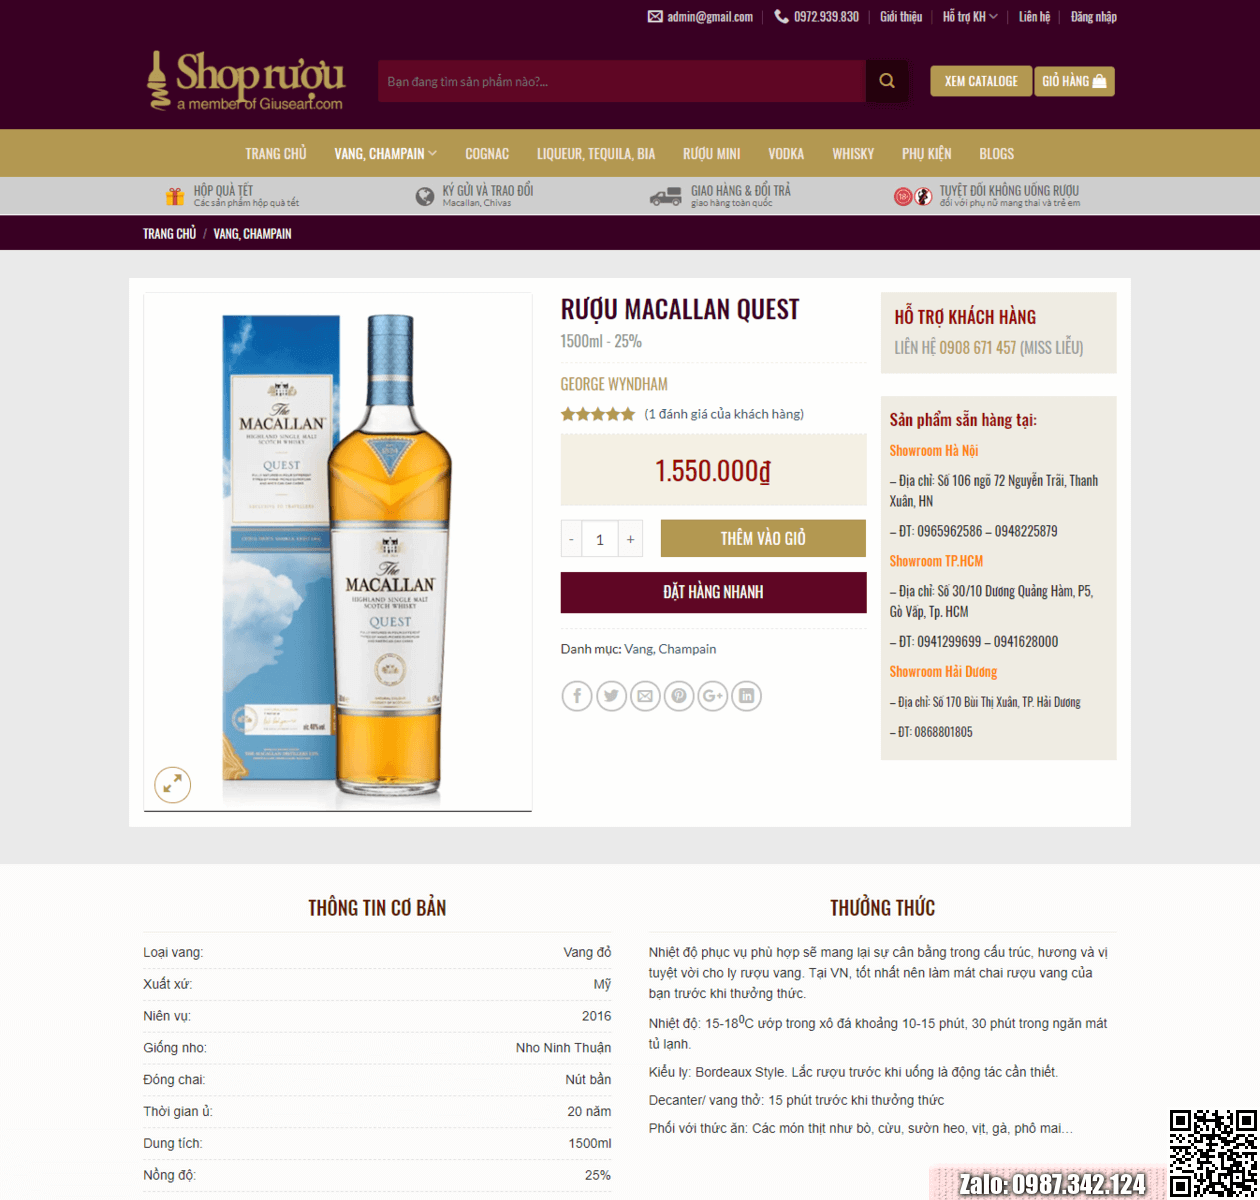 admin@gmail.com
0972.939.830
Giới thiệu
Hỗ trợ KH
Liên hệ
Đăng nhập
Shop rượu
a member of Giuseart.com
Bạn đang tìm sản phẩm nào?...
XEM CATALOGE
GIỎ HÀNG
TRANG CHỦ
VANG, CHAMPAIN
COGNAC
LIQUEUR, TEQUILA, BIA
RƯỢU MINI
VODKA
WHISKY
PHỤ KIỆN
BLOGS
HỘP QUÀ TẾT
Các sản phẩm hộp quà tết
KÝ GỬI VÀ TRAO ĐỔI
Macallan, Chivas
GIAO HÀNG & ĐỔI TRẢ
giao hàng toàn quốc
TUYỆT ĐỐI KHÔNG UỐNG RƯỢU
đối với phụ nữ mang thai và trẻ em
TRANG CHỦ / VANG, CHAMPAIN
The
MACALLAN
HIGHLAND SINGLE MALT
SCOTCH WHISKY
QUEST
The
MACALLAN
HIGHLAND SINGLE MALT
SCOTCH WHISKY
QUEST
RƯỢU MACALLAN QUEST
1500ml - 25%
GEORGE WYNDHAM
(1 đánh giá của khách hàng)
1.550.000₫
- 1 +
THÊM VÀO GIỎ
ĐẶT HÀNG NHANH
Danh mục: Vang, Champain
HỖ TRỢ KHÁCH HÀNG
LIÊN HỆ 0908 671 457 (MISS LIỄU)
Sản phẩm sẵn hàng tại:
Showroom Hà Nội
– Địa chỉ: Số 106 ngõ 72 Nguyễn Trãi, Thanh
Xuân, HN
– ĐT: 0965962586 – 0948225879
Showroom TP.HCM
– Địa chỉ: Số 30/10 Dương Quảng Hàm, P5,
Gò Vấp, Tp. HCM
– ĐT: 0941299699 – 0941628000
Showroom Hải Dương
– Địa chỉ: Số 170 Bùi Thị Xuân, TP. Hải Dương
– ĐT: 0868801805
THÔNG TIN CƠ BẢN
Loại vang: Vang đỏ
Xuất xứ: Mỹ
Niên vụ: 2016
Giống nho: Nho Ninh Thuận
Đóng chai: Nút bần
Thời gian ủ: 20 năm
Dung tích: 1500ml
Nồng độ: 25%
THƯỞNG THỨC
Nhiệt độ phục vụ phù hợp sẽ mang lại sự cân bằng trong cấu trúc, hương và vị
tuyệt vời cho ly rượu vang. Tại VN, tốt nhất nên làm mát chai rượu vang của
bạn trước khi thưởng thức.
Nhiệt độ: 15-18⁰C ướp trong xô đá khoảng 10-15 phút, 30 phút trong ngăn mát
tủ lạnh.
Kiểu ly: Bordeaux Style. Lắc rượu trước khi uống là động tác cần thiết.
Decanter/ vang thở: 15 phút trước khi thưởng thức
Phối với thức ăn: Các món thịt như bò, cừu, sườn heo, vịt, gà, phô mai…
Zalo: 0987.342.124